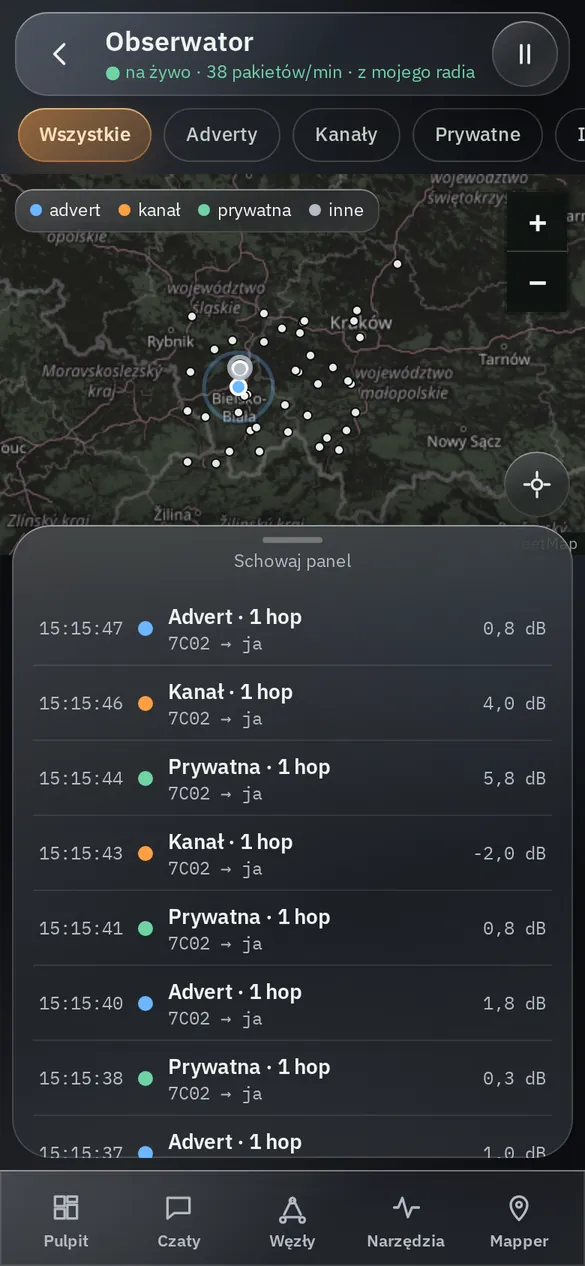 Obserwator
na żywo · 38 pakietów/min · z mojego radia
Wszystkie
Adverty
Kanały
Prywatne
advert
kanał
prywatna
inne
+
−
województwo
świętokrzy
opolskie
województwo
śląskie
Kraków
Rybnik
Tarnów
Moravskoslezský
kraj
województwo
małopolskie
Bielsko-
Biała
Nowy Sącz
ouc
Žilina
Zlínský kraj
žilinský kraj
Schowaj panel
15:15:47 Advert · 1 hop 0,8 dB
7C02 → ja
15:15:46 Kanał · 1 hop 4,0 dB
7C02 → ja
15:15:44 Prywatna · 1 hop 5,8 dB
7C02 → ja
15:15:43 Kanał · 1 hop -2,0 dB
7C02 → ja
15:15:41 Prywatna · 1 hop 0,8 dB
7C02 → ja
15:15:40 Advert · 1 hop 1,8 dB
7C02 → ja
15:15:38 Prywatna · 1 hop 0,3 dB
7C02 → ja
15:15:37 Advert · 1 hop 1,0 dB
Pulpit
Czaty
Węzły
Narzędzia
Mapper